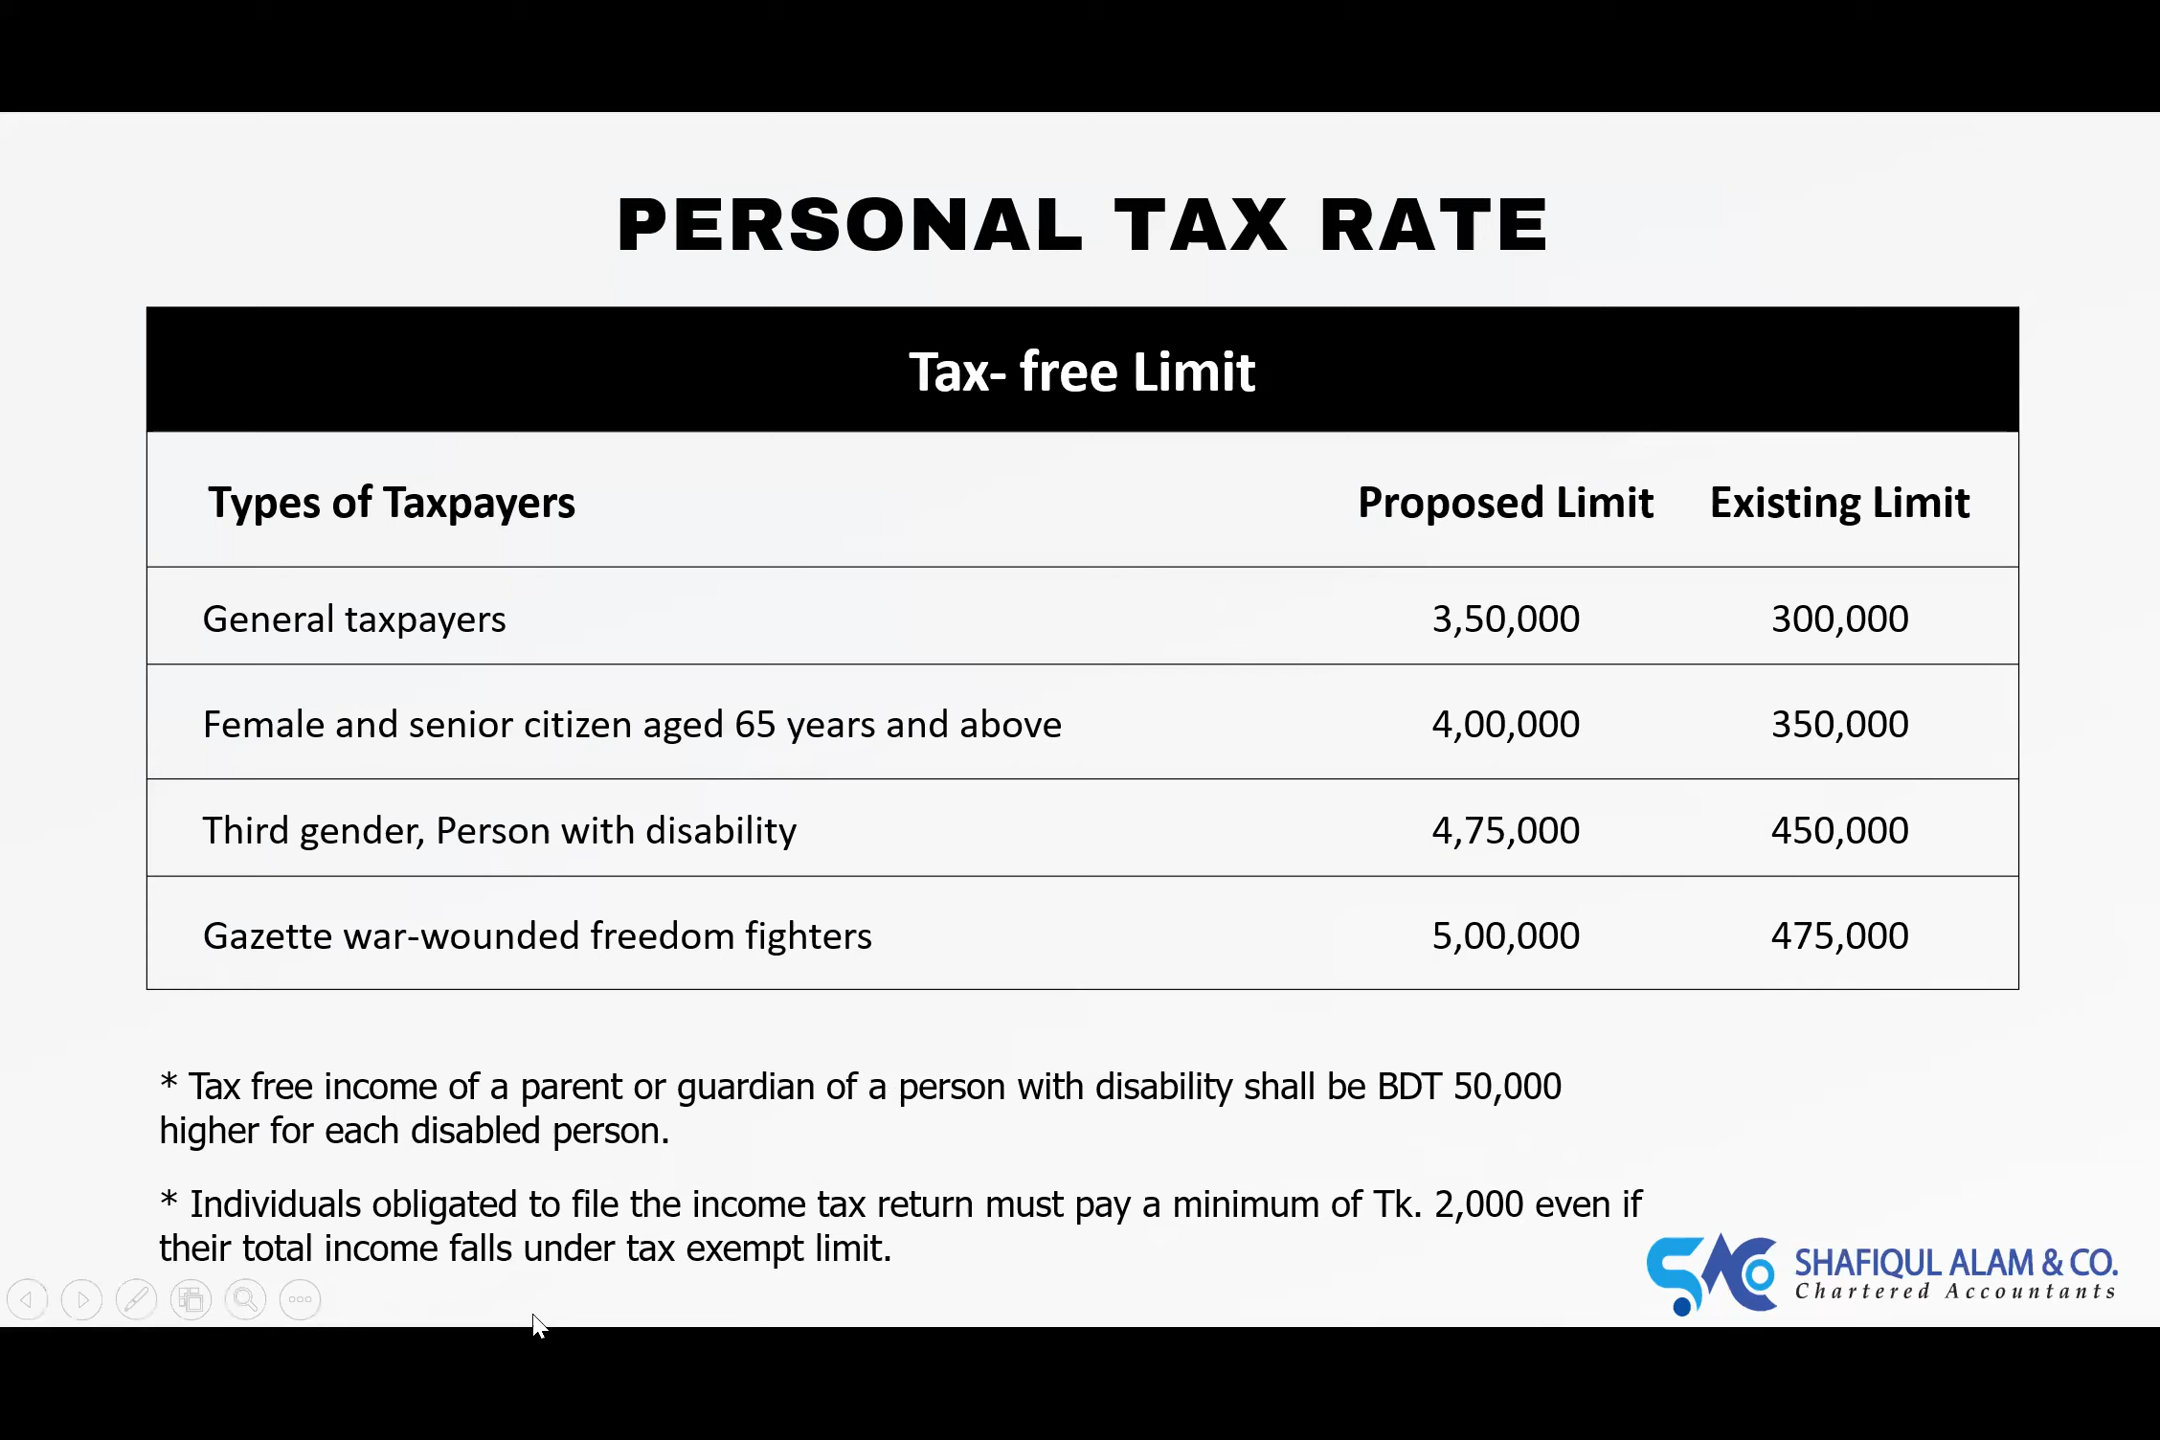 PERSONAL TAX RATE
Tax- free Limit
Types of Taxpayers Proposed Limit Existing Limit
General taxpayers 3,50,000 300,000
Female and senior citizen aged 65 years and above 4,00,000 350,000
Third gender, Person with disability 4,75,000 450,000
Gazette war-wounded freedom fighters 5,00,000 475,000
* Tax free income of a parent or guardian of a person with disability shall be BDT 50,000
higher for each disabled person.
* Individuals obligated to file the income tax return must pay a minimum of Tk. 2,000 even if
their total income falls under tax exempt limit.
SACO SHAFIQUL ALAM & CO.
Chartered Accountants